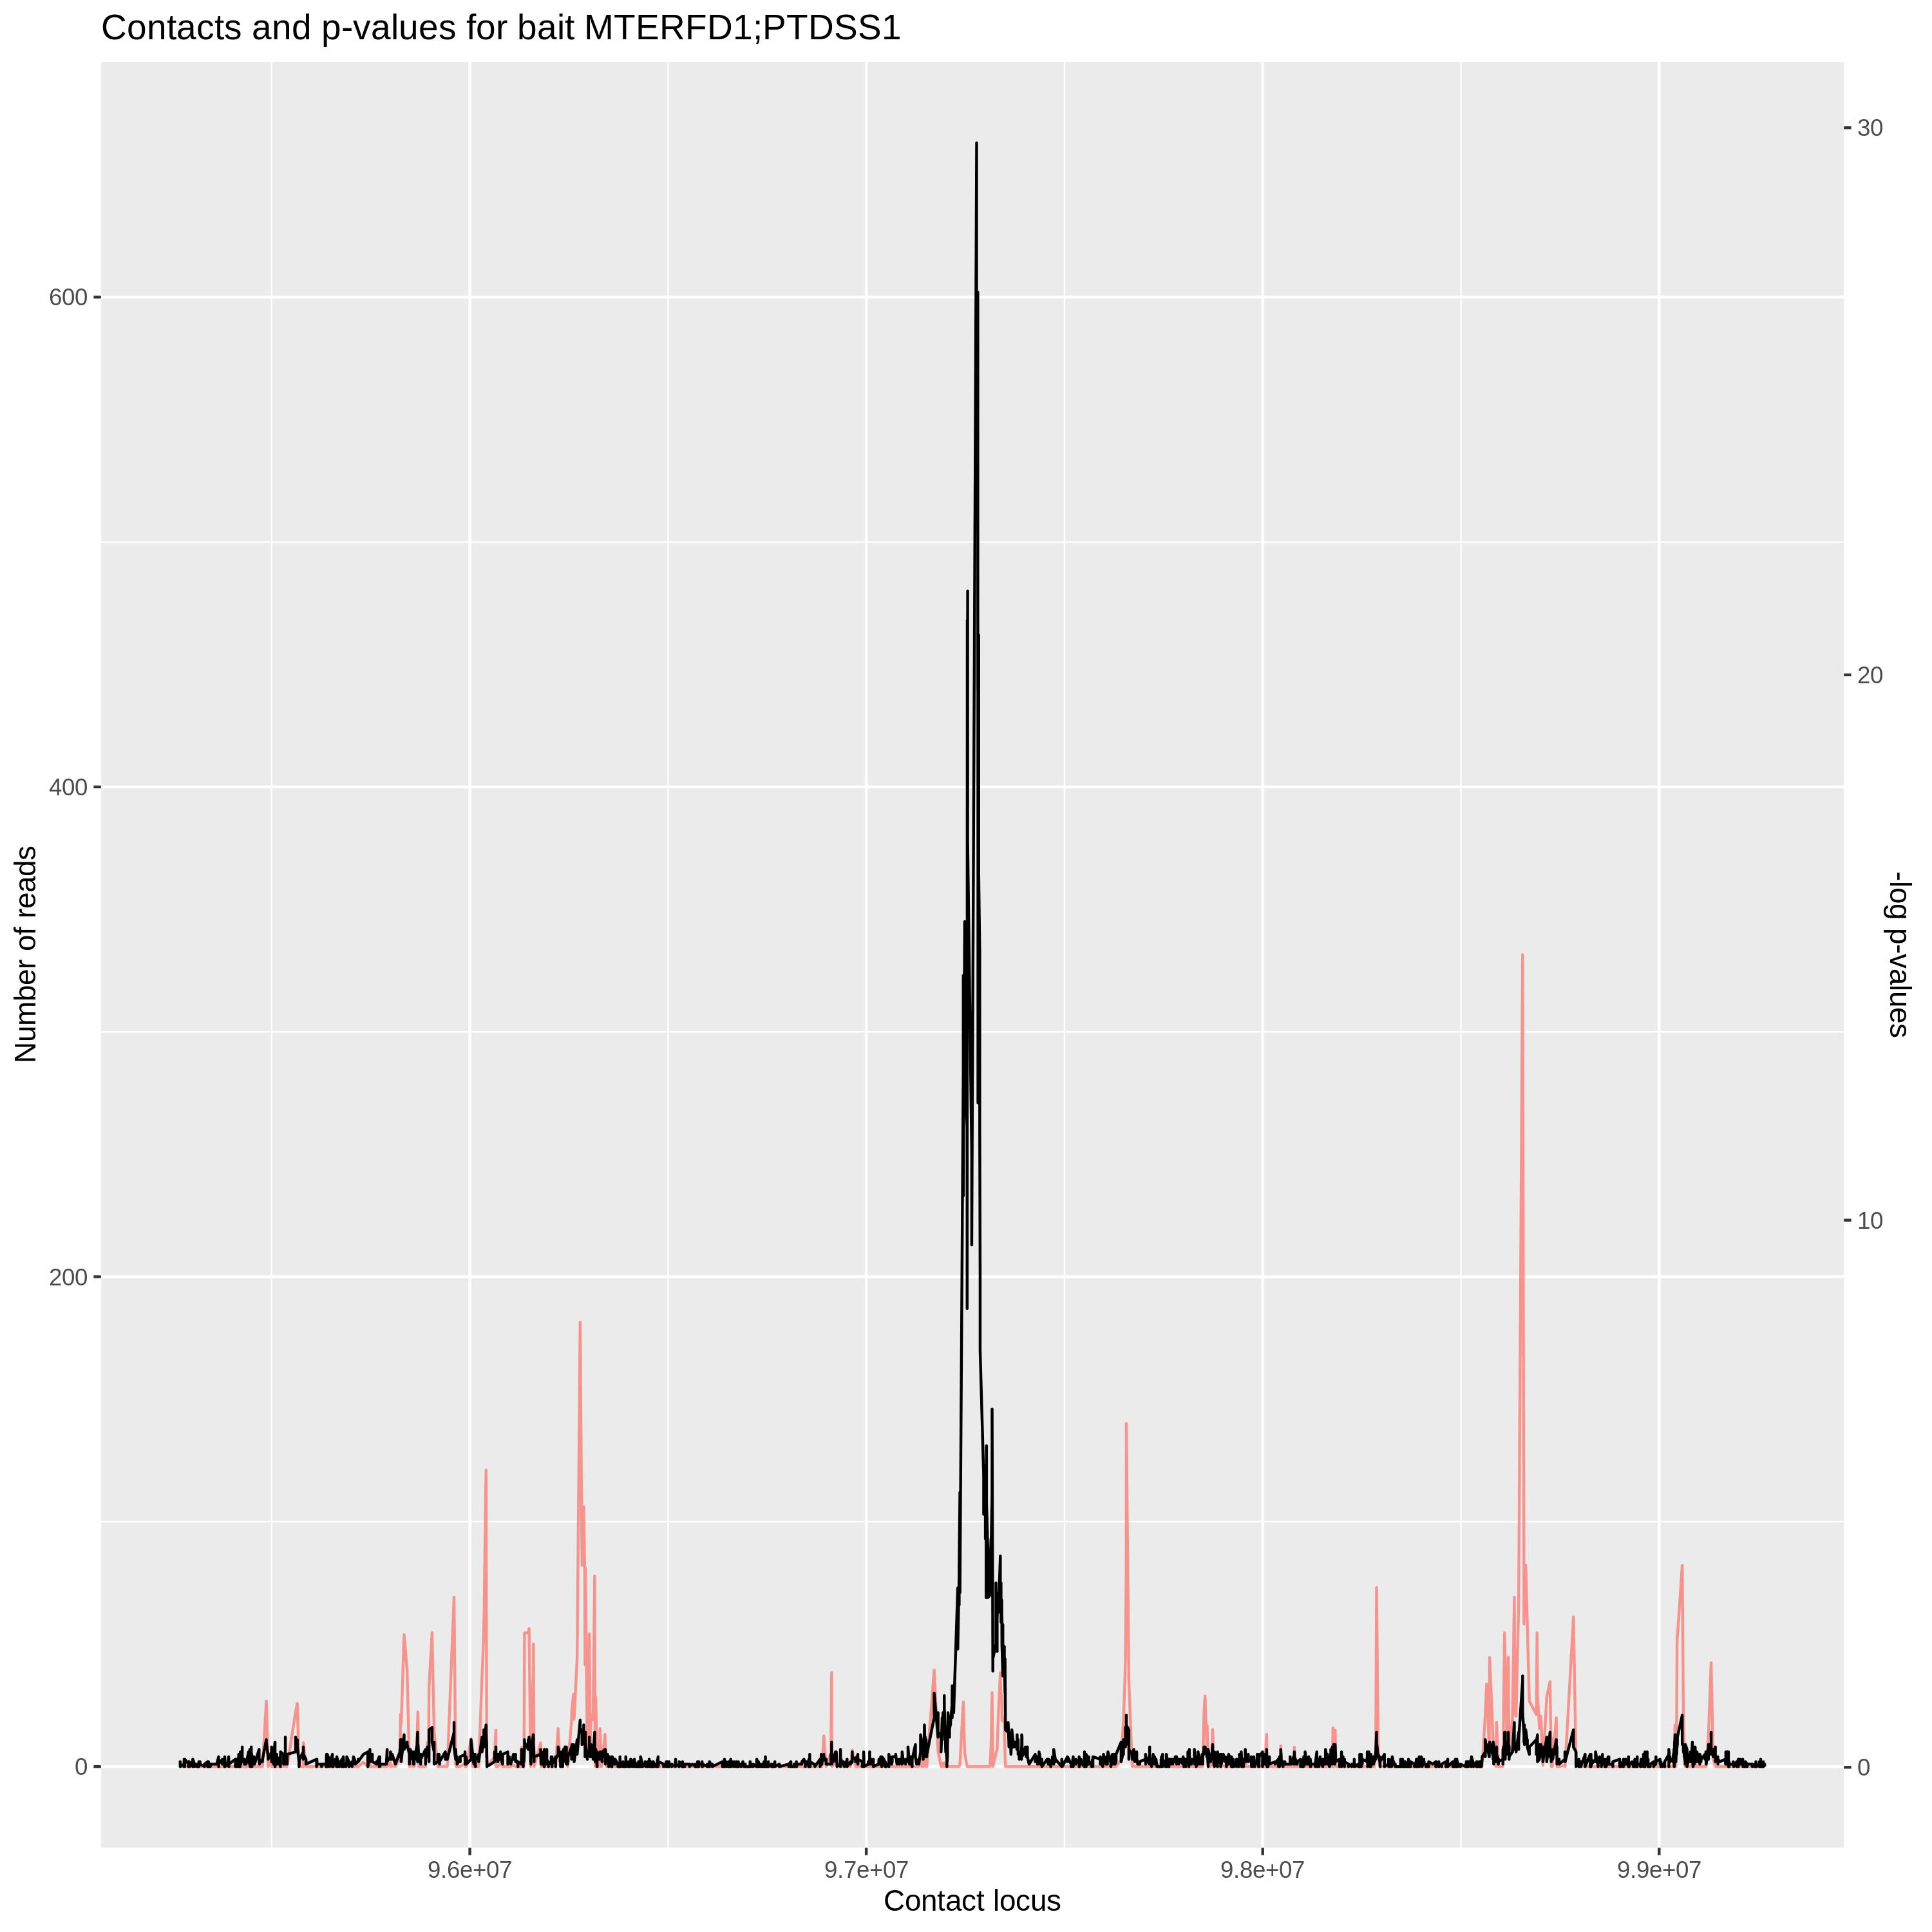 Contacts and p-values for bait MTERFD1;PTDSS1
30
600
20
400
Number of reads
-log p-values
10
200
0
0
9.6e+07
9.7e+07
9.8e+07
9.9e+07
Contact locus